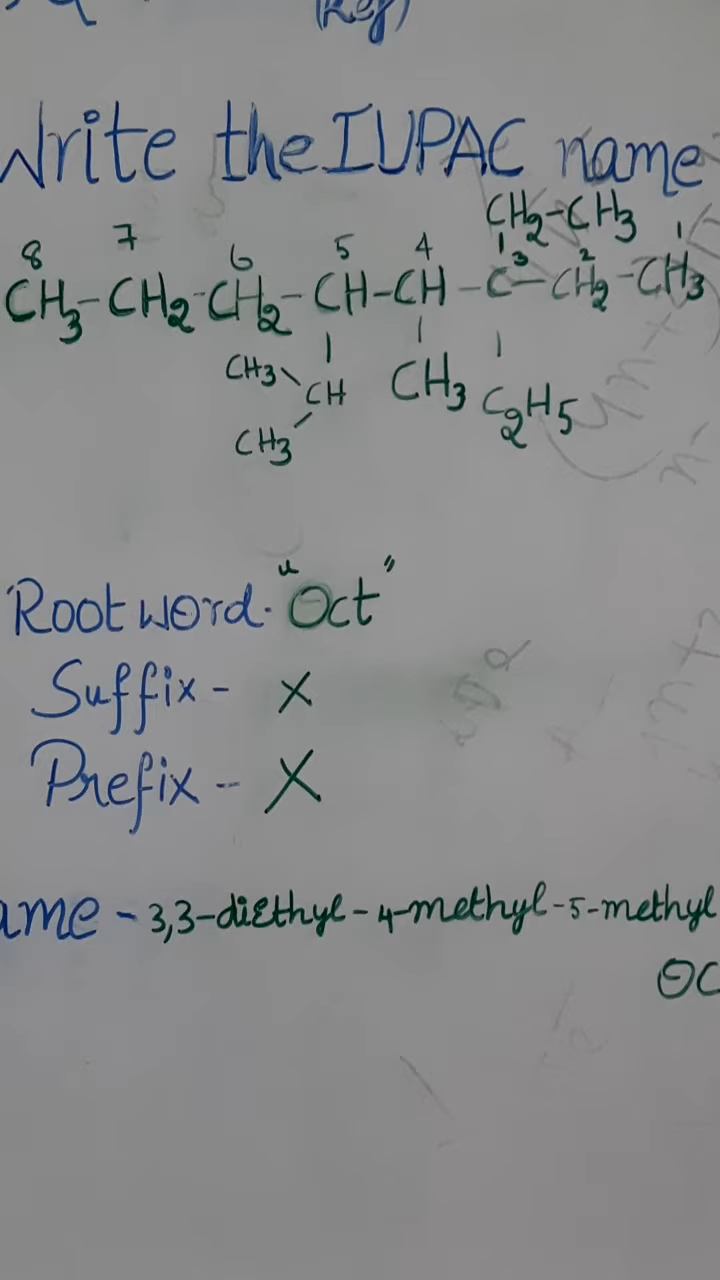 (Key)
Write the IUPAC name
CH2-CH3
8 7 6 5 4 3 2 1
CH3-CH2-CH2-CH-CH-C-CH2-CH3
CH3 CH CH3 C2H5
CH3
Root word. "Oct"
Suffix - X
Prefix - X
ame - 3,3-diEthyl-4-methyl-5-methyl
OC